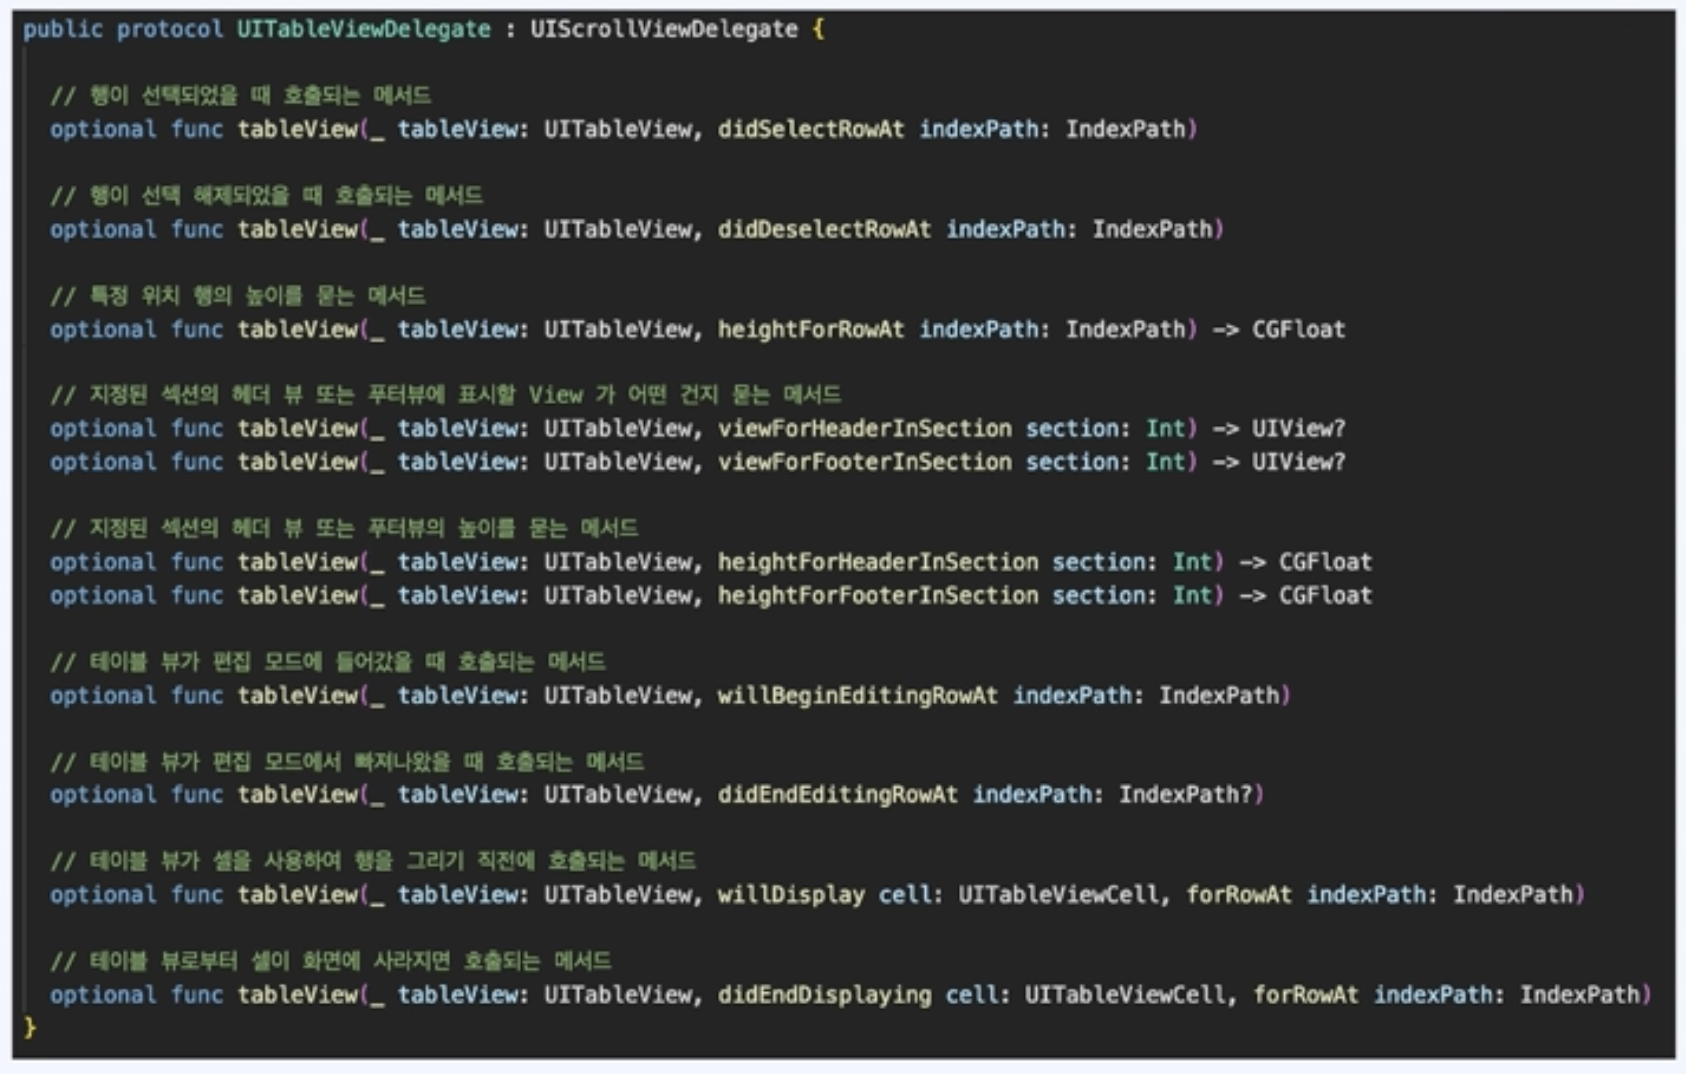 public protocol UITableViewDelegate : UIScrollViewDelegate {
// 행이 선택되었을 때 호출되는 메서드
optional func tableView(_ tableView: UITableView, didSelectRowAt indexPath: IndexPath)
// 행이 선택 해제되었을 때 호출되는 메서드
optional func tableView(_ tableView: UITableView, didDeselectRowAt indexPath: IndexPath)
// 특정 위치 행의 높이를 묻는 메서드
optional func tableView(_ tableView: UITableView, heightForRowAt indexPath: IndexPath) -> CGFloat
// 지정된 섹션의 헤더 뷰 또는 푸터뷰에 표시할 View 가 어떤 건지 묻는 메서드
optional func tableView(_ tableView: UITableView, viewForHeaderInSection section: Int) -> UIView?
optional func tableView(_ tableView: UITableView, viewForFooterInSection section: Int) -> UIView?
// 지정된 섹션의 헤더 뷰 또는 푸터뷰의 높이를 묻는 메서드
optional func tableView(_ tableView: UITableView, heightForHeaderInSection section: Int) -> CGFloat
optional func tableView(_ tableView: UITableView, heightForFooterInSection section: Int) -> CGFloat
// 테이블 뷰가 편집 모드에 들어갔을 때 호출되는 메서드
optional func tableView(_ tableView: UITableView, willBeginEditingRowAt indexPath: IndexPath)
// 테이블 뷰가 편집 모드에서 빠져나왔을 때 호출되는 메서드
optional func tableView(_ tableView: UITableView, didEndEditingRowAt indexPath: IndexPath?)
// 테이블 뷰가 셀을 사용하여 행을 그리기 직전에 호출되는 메서드
optional func tableView(_ tableView: UITableView, willDisplay cell: UITableViewCell, forRowAt indexPath: IndexPath)
// 테이블 뷰로부터 셀이 화면에 사라지면 호출되는 메서드
optional func tableView(_ tableView: UITableView, didEndDisplaying cell: UITableViewCell, forRowAt indexPath: IndexPath)
}